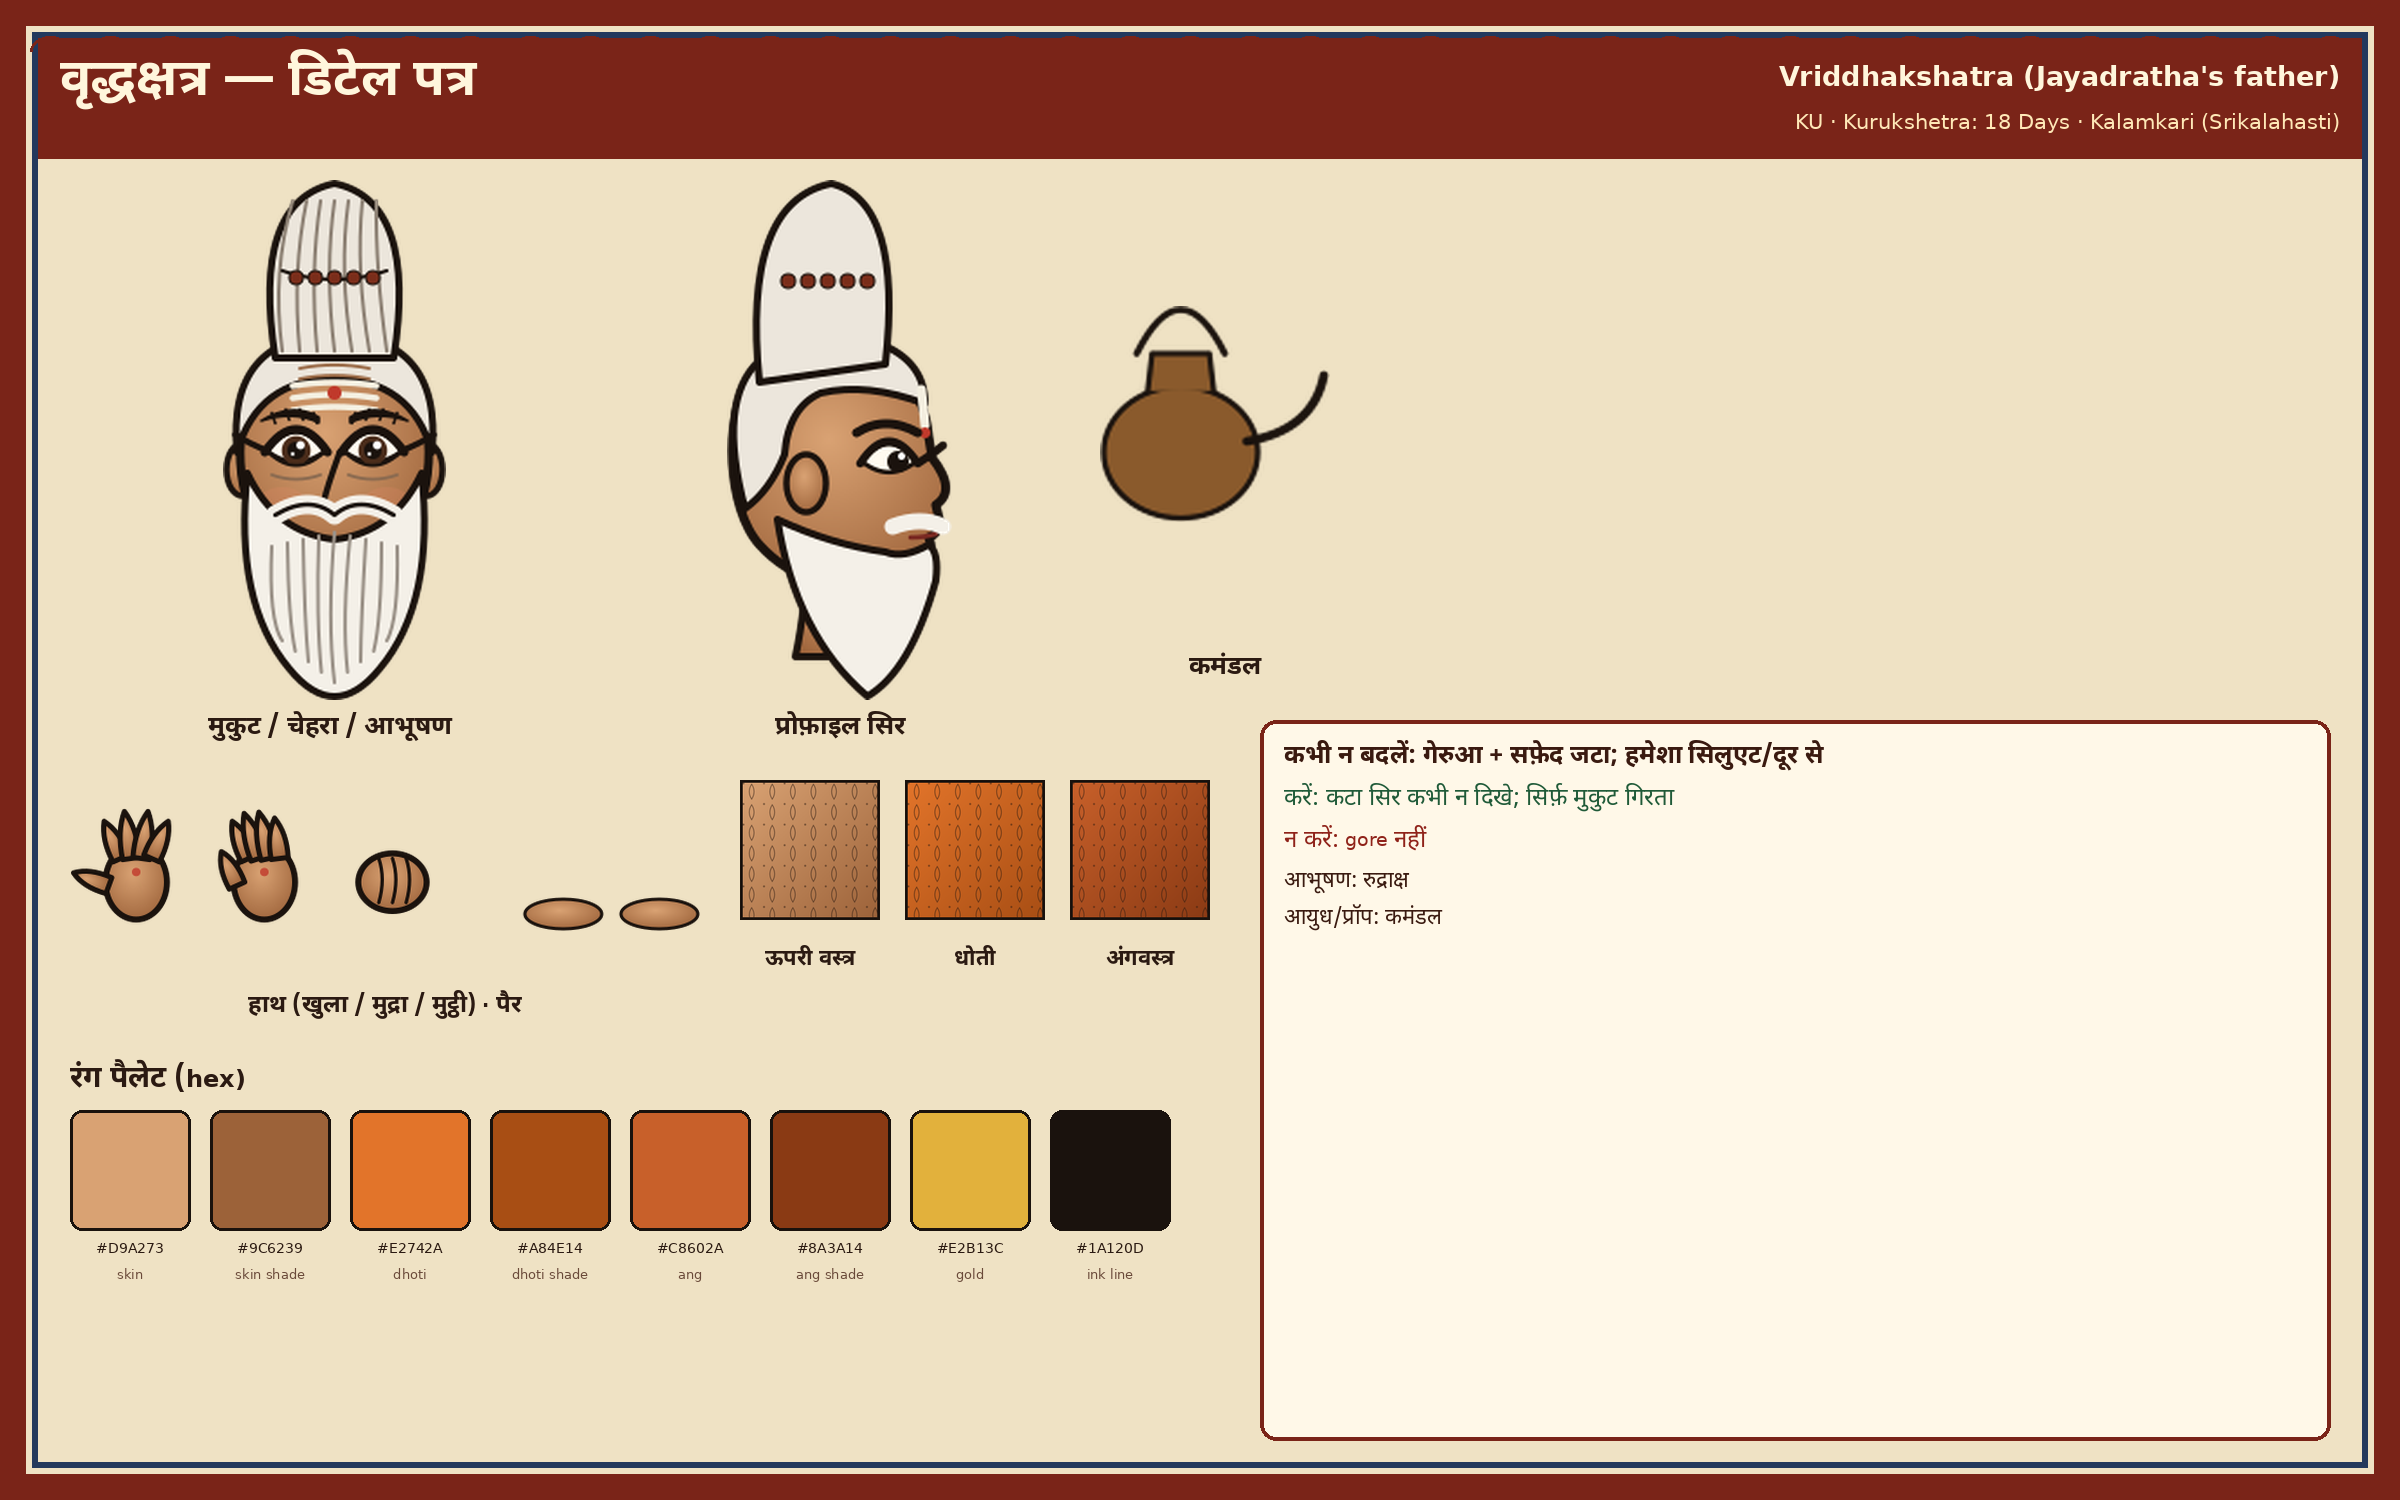 वृद्धक्षत्र — डिटेल पत्र
Vriddhakshatra (Jayadratha's father)
KU · Kurukshetra: 18 Days · Kalamkari (Srikalahasti)
कमंडल
मुकुट / चेहरा / आभूषण
प्रोफ़ाइल सिर
कभी न बदलें: गेरुआ + सफ़ेद जटा; हमेशा सिलुएट/दूर से
करें: कटा सिर कभी न दिखे; सिर्फ़ मुकुट गिरता
न करें: gore नहीं
आभूषण: रुद्राक्ष
आयुध/प्रॉप: कमंडल
ऊपरी वस्त्र
धोती
अंगवस्त्र
हाथ (खुला / मुद्रा / मुट्ठी) · पैर
रंग पैलेट (hex)
#D9A273
#9C6239
#E2742A
#A84E14
#C8602A
#8A3A14
#E2B13C
#1A120D
skin
skin shade
dhoti
dhoti shade
ang
ang shade
gold
ink line